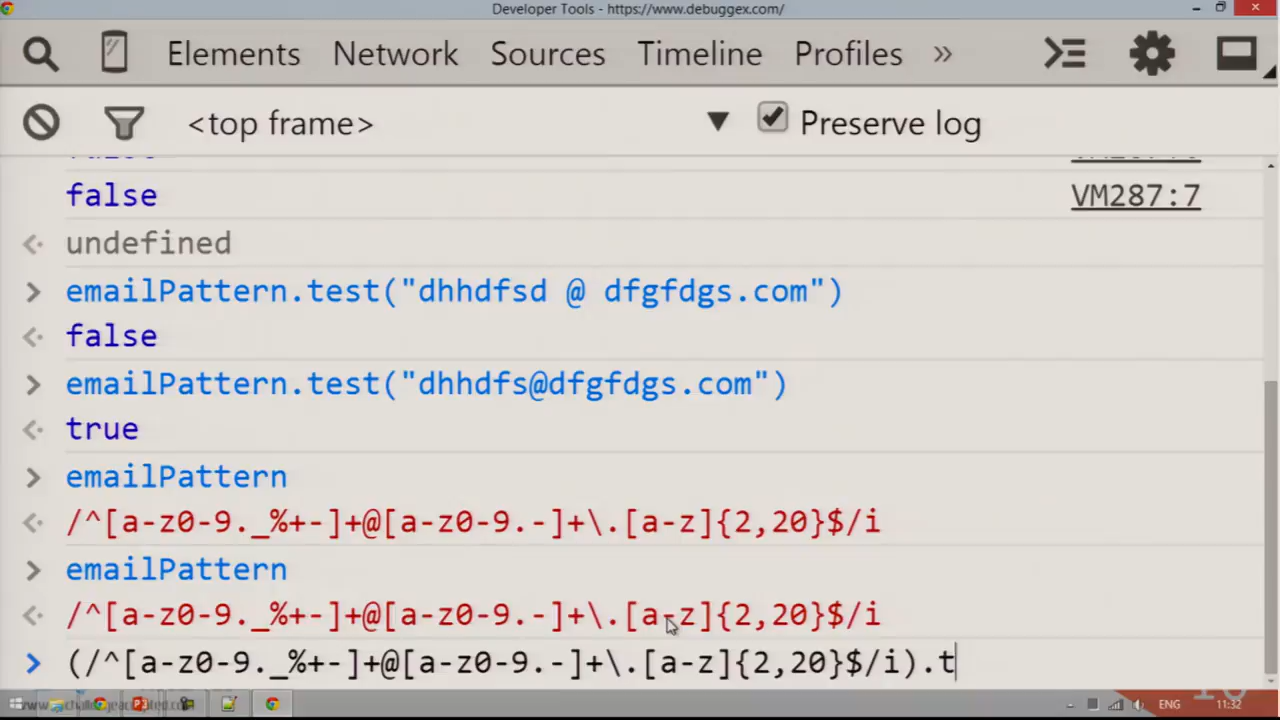 Developer Tools - https://www.debuggex.com/
Elements Network Sources Timeline Profiles »
<top frame> ▼ Preserve log
false
VM287:7
undefined
emailPattern.test("dhhdfsd @ dfgfdgs.com")
false
emailPattern.test("dhhdfs@dfgfdgs.com")
true
emailPattern
/^[a-z0-9._%+-]+@[a-z0-9.-]+\.[a-z]{2,20}$/i
emailPattern
/^[a-z0-9._%+-]+@[a-z0-9.-]+\.[a-z]{2,20}$/i
(/^[a-z0-9._%+-]+@[a-z0-9.-]+\.[a-z]{2,20}$/i).t
ENG 11:32